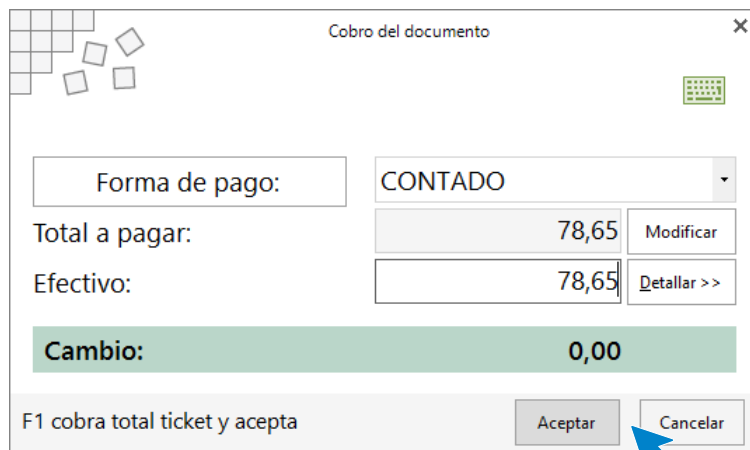 Cobro del documento
Forma de pago: CONTADO
Total a pagar: 78,65 Modificar
Efectivo: 78,65 Detallar >>
Cambio: 0,00
F1 cobra total ticket y acepta Aceptar Cancelar